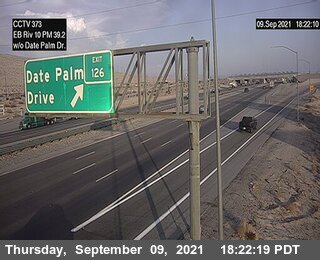 CCTV 373
EB Riv 10 PM 39.2
w/o Date Palm Dr.
09.Sep 2021 18:22:10
EXIT
126
Date Palm
Drive
Thursday, September 09, 2021 18:22:19 PDT